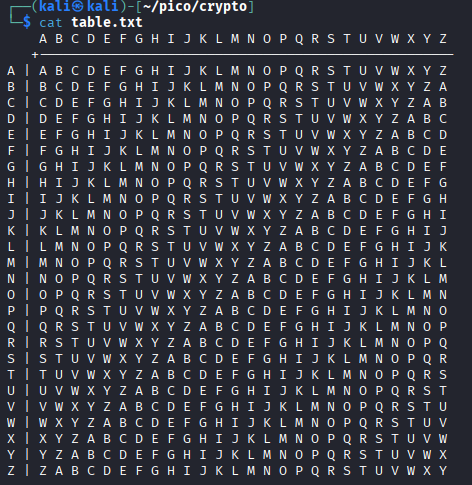 ┌──(kali㉿kali)-[~/pico/crypto]
└─$ cat table.txt
    A B C D E F G H I J K L M N O P Q R S T U V W X Y Z
   +----------------------------------------------------
A | A B C D E F G H I J K L M N O P Q R S T U V W X Y Z
B | B C D E F G H I J K L M N O P Q R S T U V W X Y Z A
C | C D E F G H I J K L M N O P Q R S T U V W X Y Z A B
D | D E F G H I J K L M N O P Q R S T U V W X Y Z A B C
E | E F G H I J K L M N O P Q R S T U V W X Y Z A B C D
F | F G H I J K L M N O P Q R S T U V W X Y Z A B C D E
G | G H I J K L M N O P Q R S T U V W X Y Z A B C D E F
H | H I J K L M N O P Q R S T U V W X Y Z A B C D E F G
I | I J K L M N O P Q R S T U V W X Y Z A B C D E F G H
J | J K L M N O P Q R S T U V W X Y Z A B C D E F G H I
K | K L M N O P Q R S T U V W X Y Z A B C D E F G H I J
L | L M N O P Q R S T U V W X Y Z A B C D E F G H I J K
M | M N O P Q R S T U V W X Y Z A B C D E F G H I J K L
N | N O P Q R S T U V W X Y Z A B C D E F G H I J K L M
O | O P Q R S T U V W X Y Z A B C D E F G H I J K L M N
P | P Q R S T U V W X Y Z A B C D E F G H I J K L M N O
Q | Q R S T U V W X Y Z A B C D E F G H I J K L M N O P
R | R S T U V W X Y Z A B C D E F G H I J K L M N O P Q
S | S T U V W X Y Z A B C D E F G H I J K L M N O P Q R
T | T U V W X Y Z A B C D E F G H I J K L M N O P Q R S
U | U V W X Y Z A B C D E F G H I J K L M N O P Q R S T
V | V W X Y Z A B C D E F G H I J K L M N O P Q R S T U
W | W X Y Z A B C D E F G H I J K L M N O P Q R S T U V
X | X Y Z A B C D E F G H I J K L M N O P Q R S T U V W
Y | Y Z A B C D E F G H I J K L M N O P Q R S T U V W X
Z | Z A B C D E F G H I J K L M N O P Q R S T U V W X Y